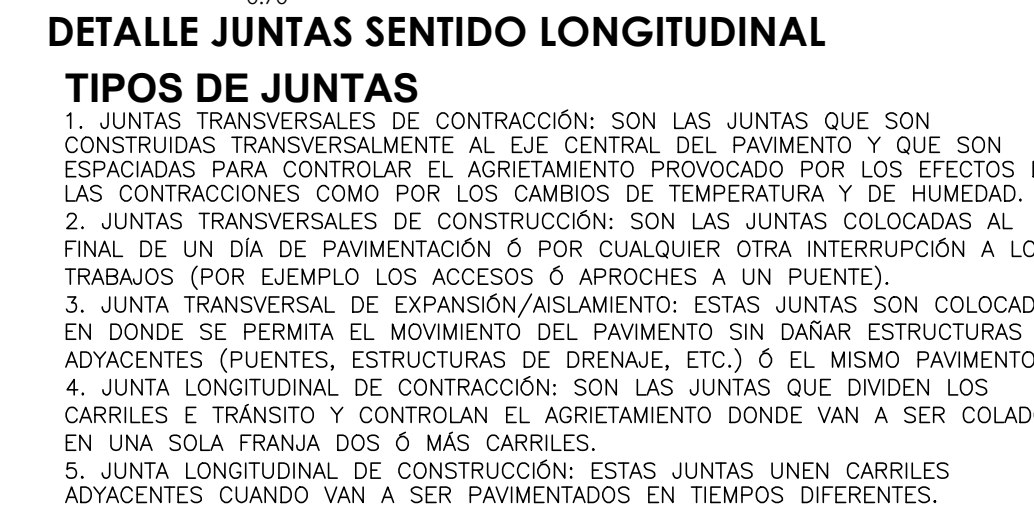 DETALLE JUNTAS SENTIDO LONGITUDINAL
TIPOS DE JUNTAS
1. JUNTAS TRANSVERSALES DE CONTRACCIÓN: SON LAS JUNTAS QUE SON
CONSTRUIDAS TRANSVERSALMENTE AL EJE CENTRAL DEL PAVIMENTO Y QUE SON
ESPACIADAS PARA CONTROLAR EL AGRIETAMIENTO PROVOCADO POR LOS EFECTOS
LAS CONTRACCIONES COMO POR LOS CAMBIOS DE TEMPERATURA Y DE HUMEDAD.
2. JUNTAS TRANSVERSALES DE CONSTRUCCIÓN: SON LAS JUNTAS COLOCADAS AL
FINAL DE UN DÍA DE PAVIMENTACIÓN Ó POR CUALQUIER OTRA INTERRUPCIÓN A
TRABAJOS (POR EJEMPLO LOS ACCESOS Ó APROCHES A UN PUENTE).
3. JUNTA TRANSVERSAL DE EXPANSIÓN/AISLAMIENTO: ESTAS JUNTAS SON
EN DONDE SE PERMITA EL MOVIMIENTO DEL PAVIMENTO SIN DAÑAR ESTRUCTURAS
ADYACENTES (PUENTES, ESTRUCTURAS DE DRENAJE, ETC.) Ó EL MISMO PAVIMENTO
4. JUNTA LONGITUDINAL DE CONTRACCIÓN: SON LAS JUNTAS QUE DIVIDEN LOS
CARRILES E TRÁNSITO Y CONTROLAN EL AGRIETAMIENTO DONDE VAN A SER
EN UNA SOLA FRANJA DOS Ó MÁS CARRILES.
5. JUNTA LONGITUDINAL DE CONSTRUCCIÓN: ESTAS JUNTAS UNEN CARRILES
ADYACENTES CUANDO VAN A SER PAVIMENTADOS EN TIEMPOS DIFERENTES.